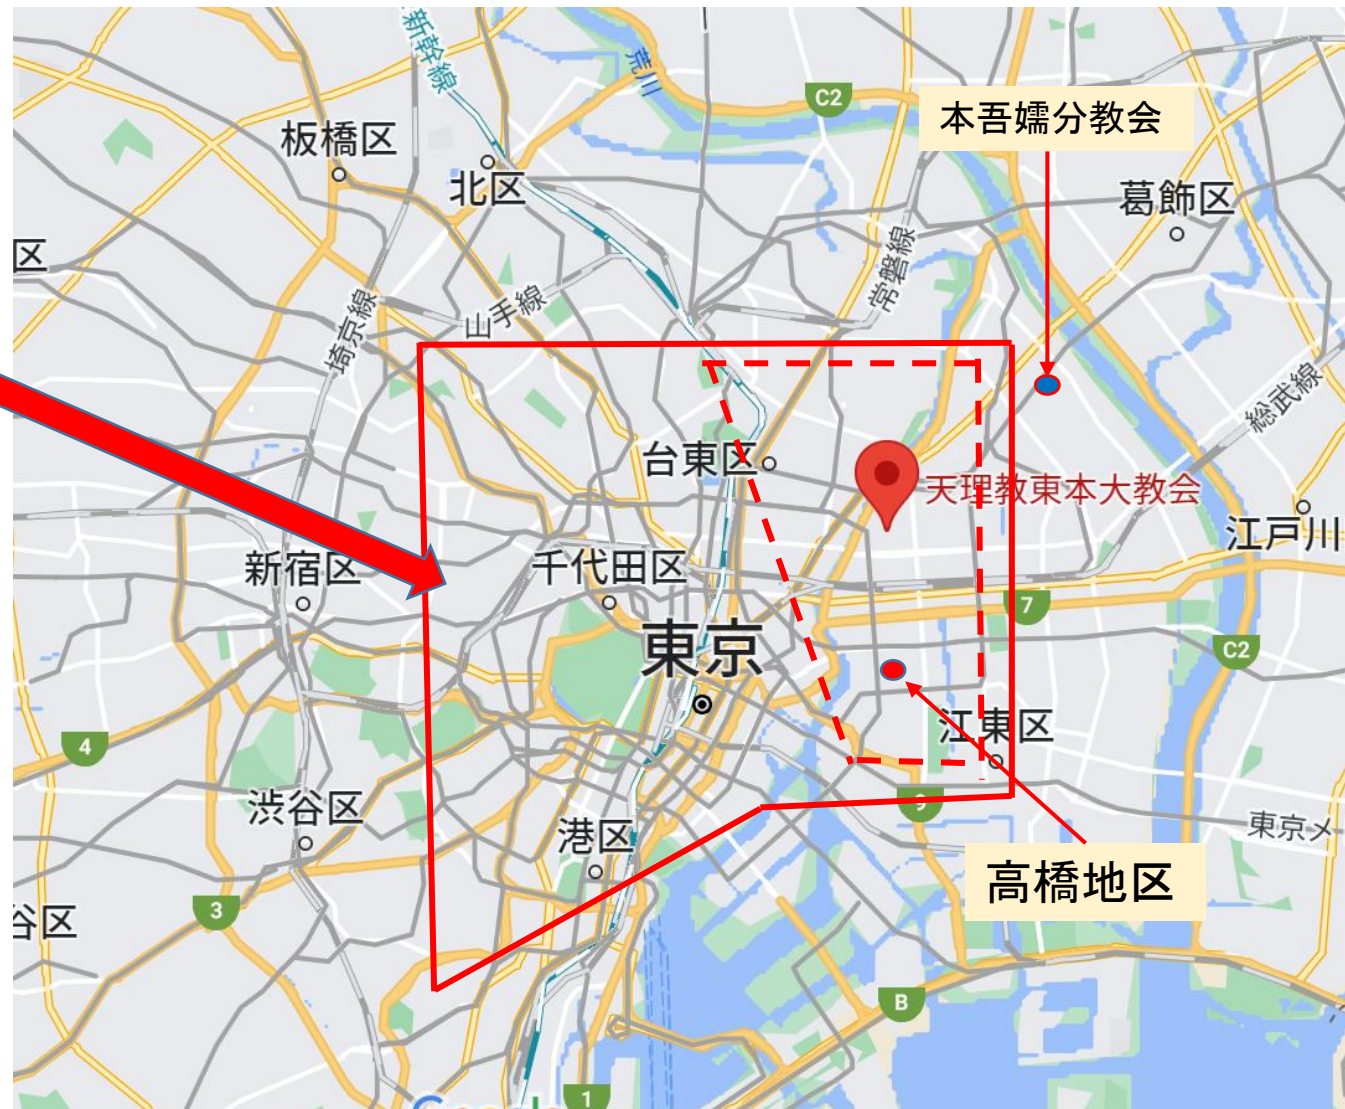 新幹線
荒川
C2
本吾嬬分教会
板橋区
北区
葛飾区
区
常磐線
山手線
埼京線
総武線
台東区
天理教東本大教会
江戸川
新宿区
千代田区
7
東京
C2
江東区
4
9
渋谷区
港区
東京メ
高橋地区
3
谷区
B
1